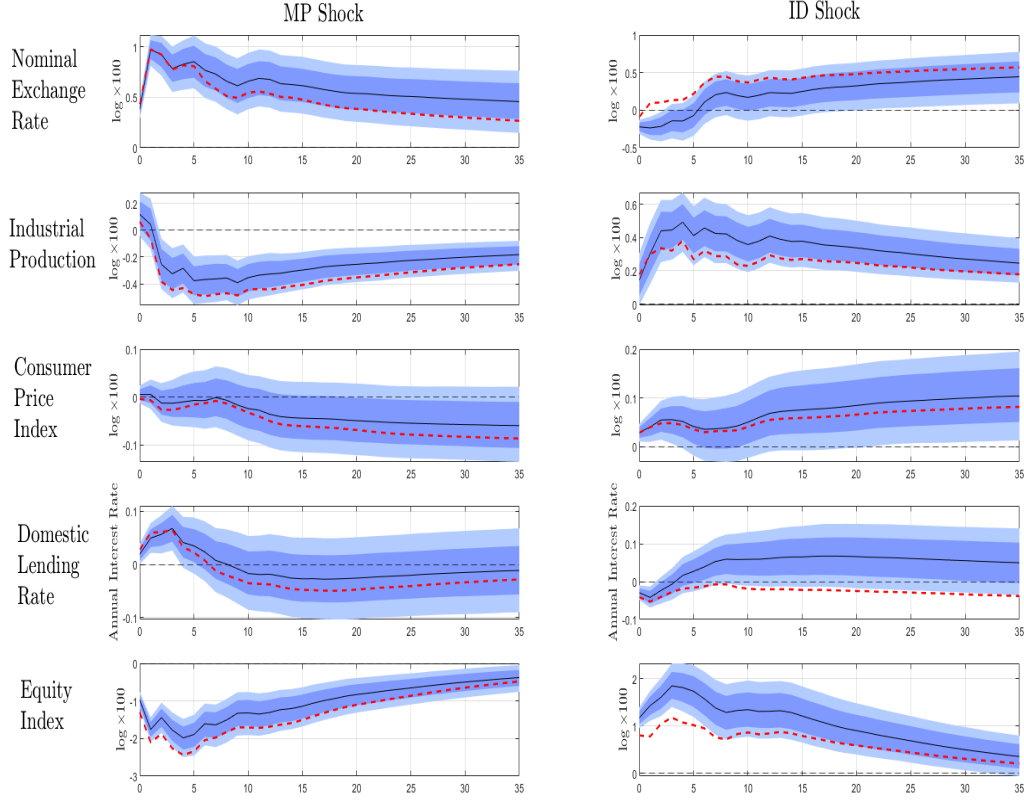 MP Shock
ID Shock
Nominal
Exchange
Rate
log ×100
1
0.5
0
0 5 10 15 20 25 30 35
log ×100
1
0.5
0
-0.5
0 5 10 15 20 25 30 35
Industrial
Production
log ×100
0.2
0
-0.2
-0.4
0 5 10 15 20 25 30 35
log ×100
0.6
0.4
0.2
0
0 5 10 15 20 25 30 35
Consumer
Price
Index
log ×100
0.1
0
-0.1
0 5 10 15 20 25 30 35
log ×100
0.2
0.1
0
0 5 10 15 20 25 30 35
Domestic
Lending
Rate
Annual Interest Rate
0.1
0
-0.1
0 5 10 15 20 25 30 35
Annual Interest Rate
0.2
0.1
0
-0.1
0 5 10 15 20 25 30 35
Equity
Index
log ×100
0
-1
-2
-3
0 5 10 15 20 25 30 35
log ×100
2
1
0
0 5 10 15 20 25 30 35